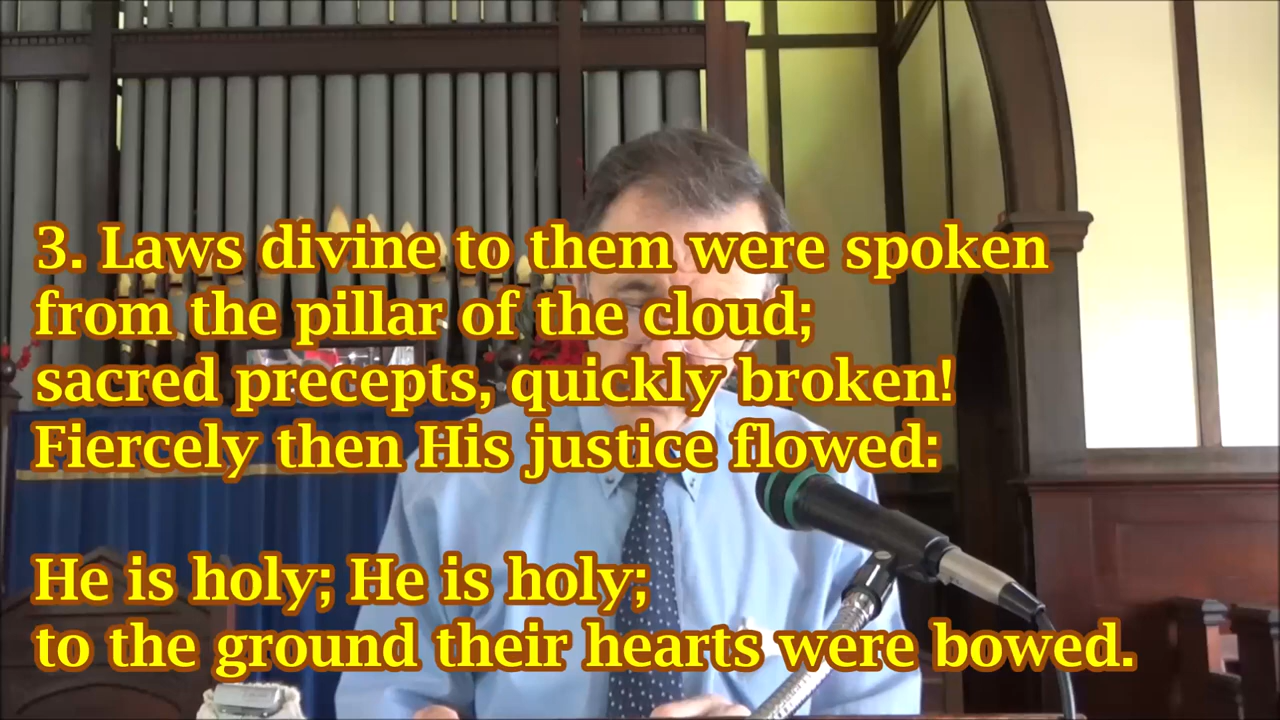 3. Laws divine to them were spoken
from the pillar of the cloud;
sacred precepts, quickly broken!
Fiercely then His justice flowed:
He is holy; He is holy;
to the ground their hearts were bowed.